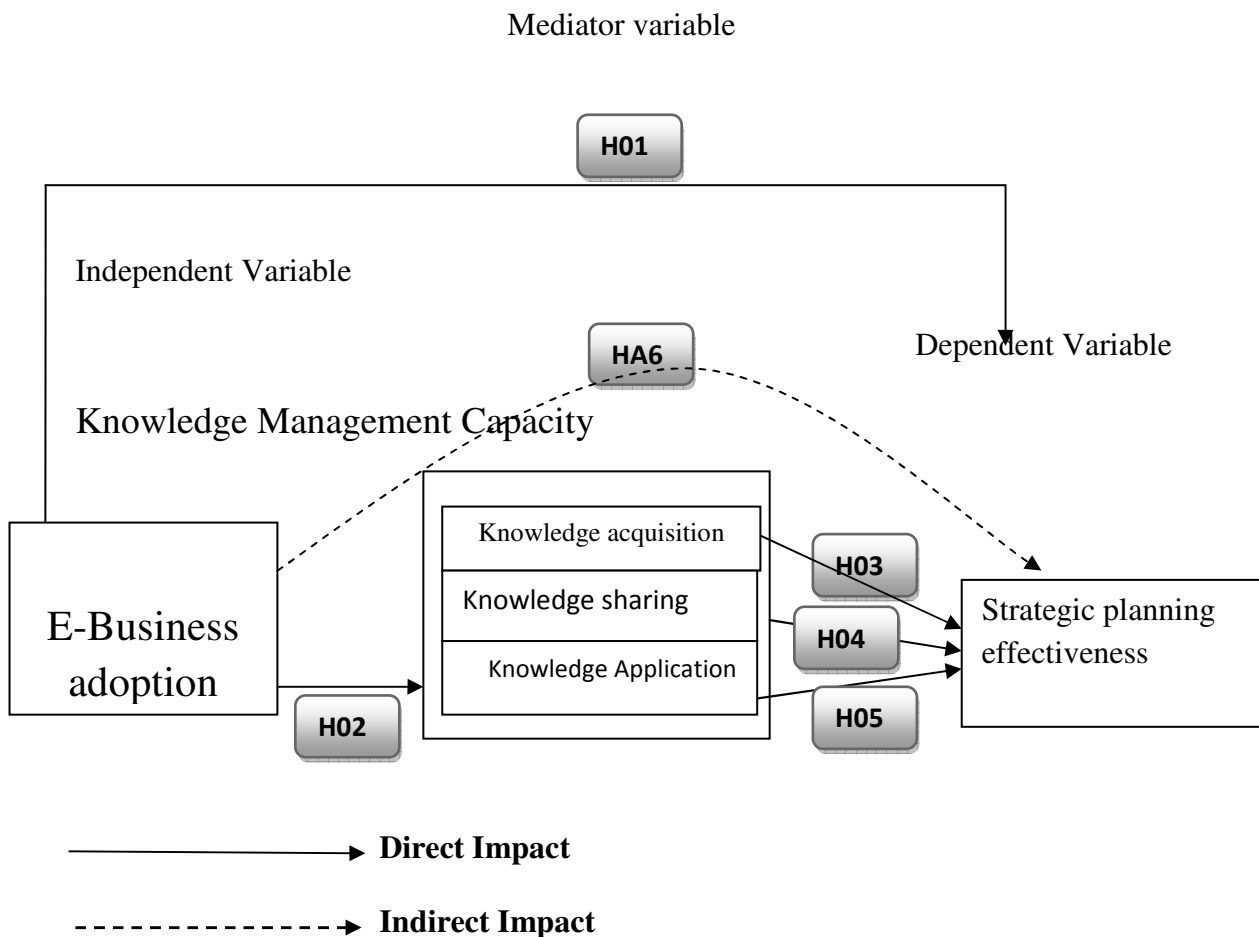 Mediator variable
H01
Independent Variable
HA6
Dependent Variable
Knowledge Management Capacity
Knowledge acquisition
H03
Knowledge sharing
Strategic planning
effectiveness
E-Business
adoption
H04
Knowledge Application
H02
H05
Direct Impact
Indirect Impact